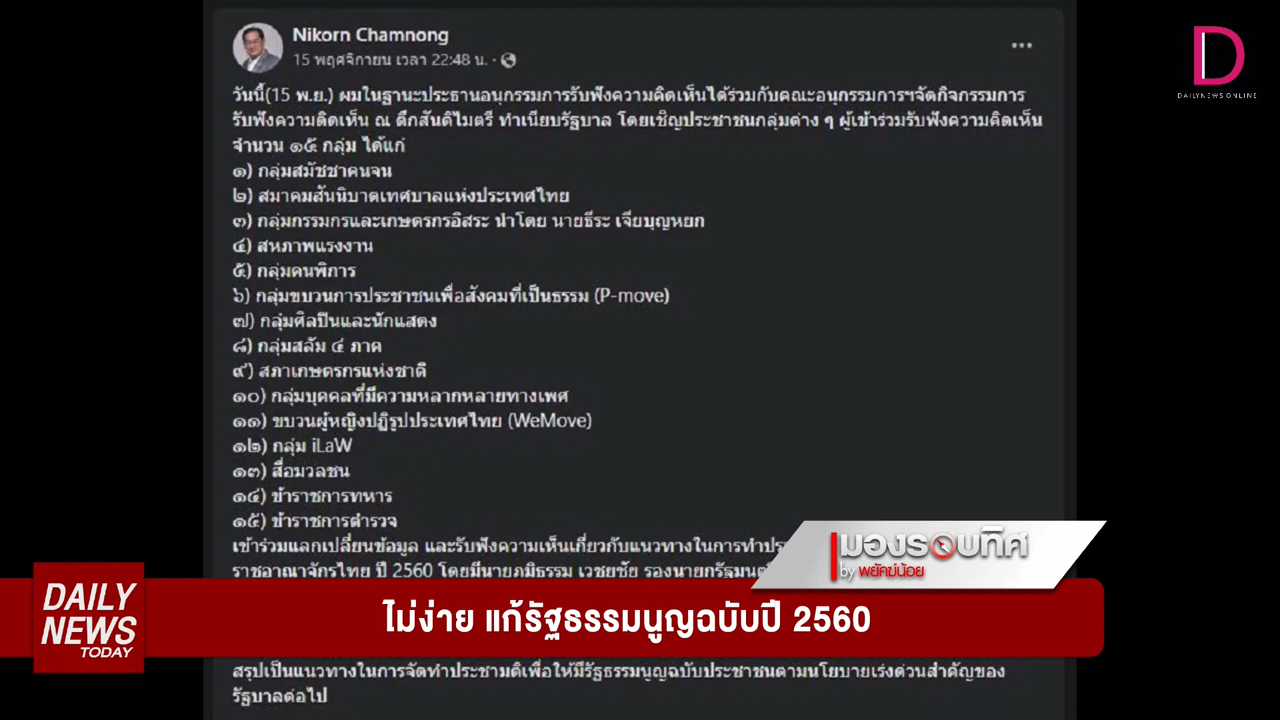 Nikorn Chamnong
15 พฤศจิกายน เวลา 22:48 น. ·
...
D
DAILYNEWS ONLINE
วันนี้(15 พ.ย.) ผมในฐานะประธานอนุกรรมการรับฟังความคิดเห็นได้ร่วมกับคณะอนุกรรมการฯจัดกิจกรรมการ
รับฟังความคิดเห็น ณ ตึกสันติไมตรี ทำเนียบรัฐบาล โดยเชิญประชาชนกลุ่มต่าง ๆ ผู้เข้าร่วมรับฟังความคิดเห็น
จำนวน ๑๕ กลุ่ม ได้แก่
๑) กลุ่มสมัชชาคนจน
๒) สมาคมสันนิบาตเทศบาลแห่งประเทศไทย
๓) กลุ่มกรรมกรและเกษตรกรอิสระ นำโดย นายธีระ เจียบุญหยก
๔) สหภาพแรงงาน
๕) กลุ่มคนพิการ
๖) กลุ่มขบวนการประชาชนเพื่อสังคมที่เป็นธรรม (P-move)
๗) กลุ่มศิลปินและนักแสดง
๘) กลุ่มสลัม ๔ ภาค
๙) สภาเกษตรกรแห่งชาติ
๑๐) กลุ่มบุคคลที่มีความหลากหลายทางเพศ
๑๑) ขบวนผู้หญิงปฏิรูปประเทศไทย (WeMove)
๑๒) กลุ่ม iLaW
๑๓) สื่อมวลชน
๑๔) ข้าราชการทหาร
๑๕) ข้าราชการตำรวจ
เข้าร่วมแลกเปลี่ยนข้อมูล และรับฟังความเห็นเกี่ยวกับแนวทางในการทำประ
ราชอาณาจักรไทย ปี 2560 โดยมีนายภูมิธรรม เวชยชัย รองนายกรัฐมนต
มองรอบทิศ
by พยัคฆ์น้อย
DAILY
NEWS
TODAY
ไม่ง่าย แก้รัฐธรรมนูญฉบับปี 2560
สรุปเป็นแนวทางในการจัดทำประชามติเพื่อให้มีรัฐธรรมนูญฉบับประชาชนตามนโยบายเร่งด่วนสำคัญของ
รัฐบาลต่อไป